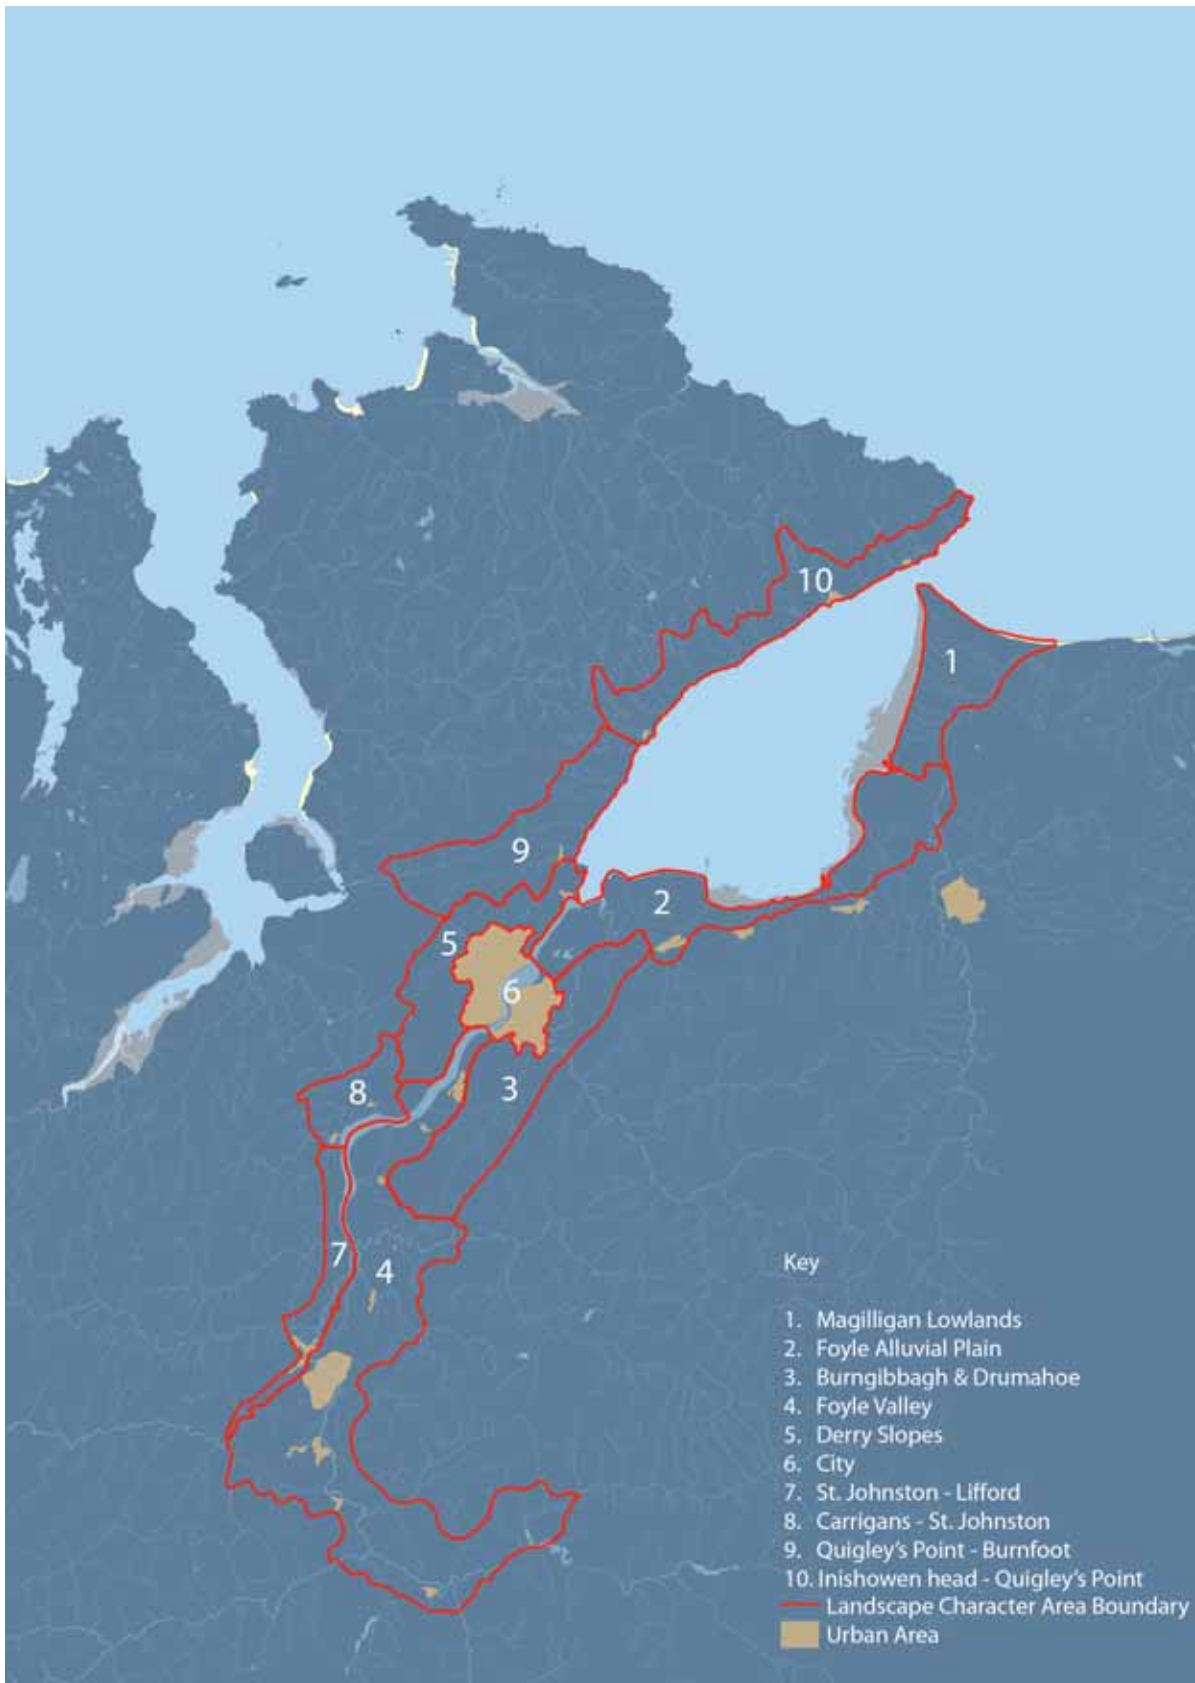 10
1
9
2
5
6
3
8
7
4
Key
1. Magilligan Lowlands
2. Foyle Alluvial Plain
3. Burngibbagh & Drumahoe
4. Foyle Valley
5. Derry Slopes
6. City
7. St. Johnston - Lifford
8. Carrigans - St. Johnston
9. Quigley's Point - Burnfoot
10. Inishowen head - Quigley's Point
Landscape Character Area Boundary
Urban Area